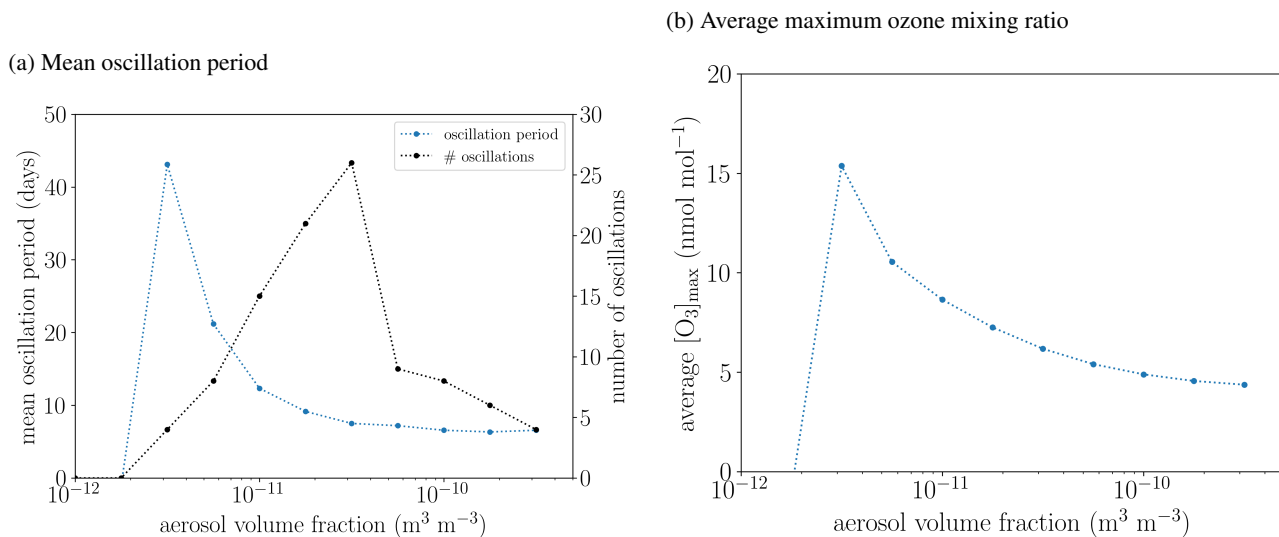 (b) Average maximum ozone mixing ratio
(a) Mean oscillation period
50
40
30
20
10
0
mean oscillation period (days)
30
25
20
15
10
5
0
number of oscillations
oscillation period
# oscillations
10⁻¹² 10⁻¹¹ 10⁻¹⁰
aerosol volume fraction (m³ m⁻³)
20
15
10
5
0
average [O₃]ₘₐₓ (nmol mol⁻¹)
10⁻¹² 10⁻¹¹ 10⁻¹⁰
aerosol volume fraction (m³ m⁻³)